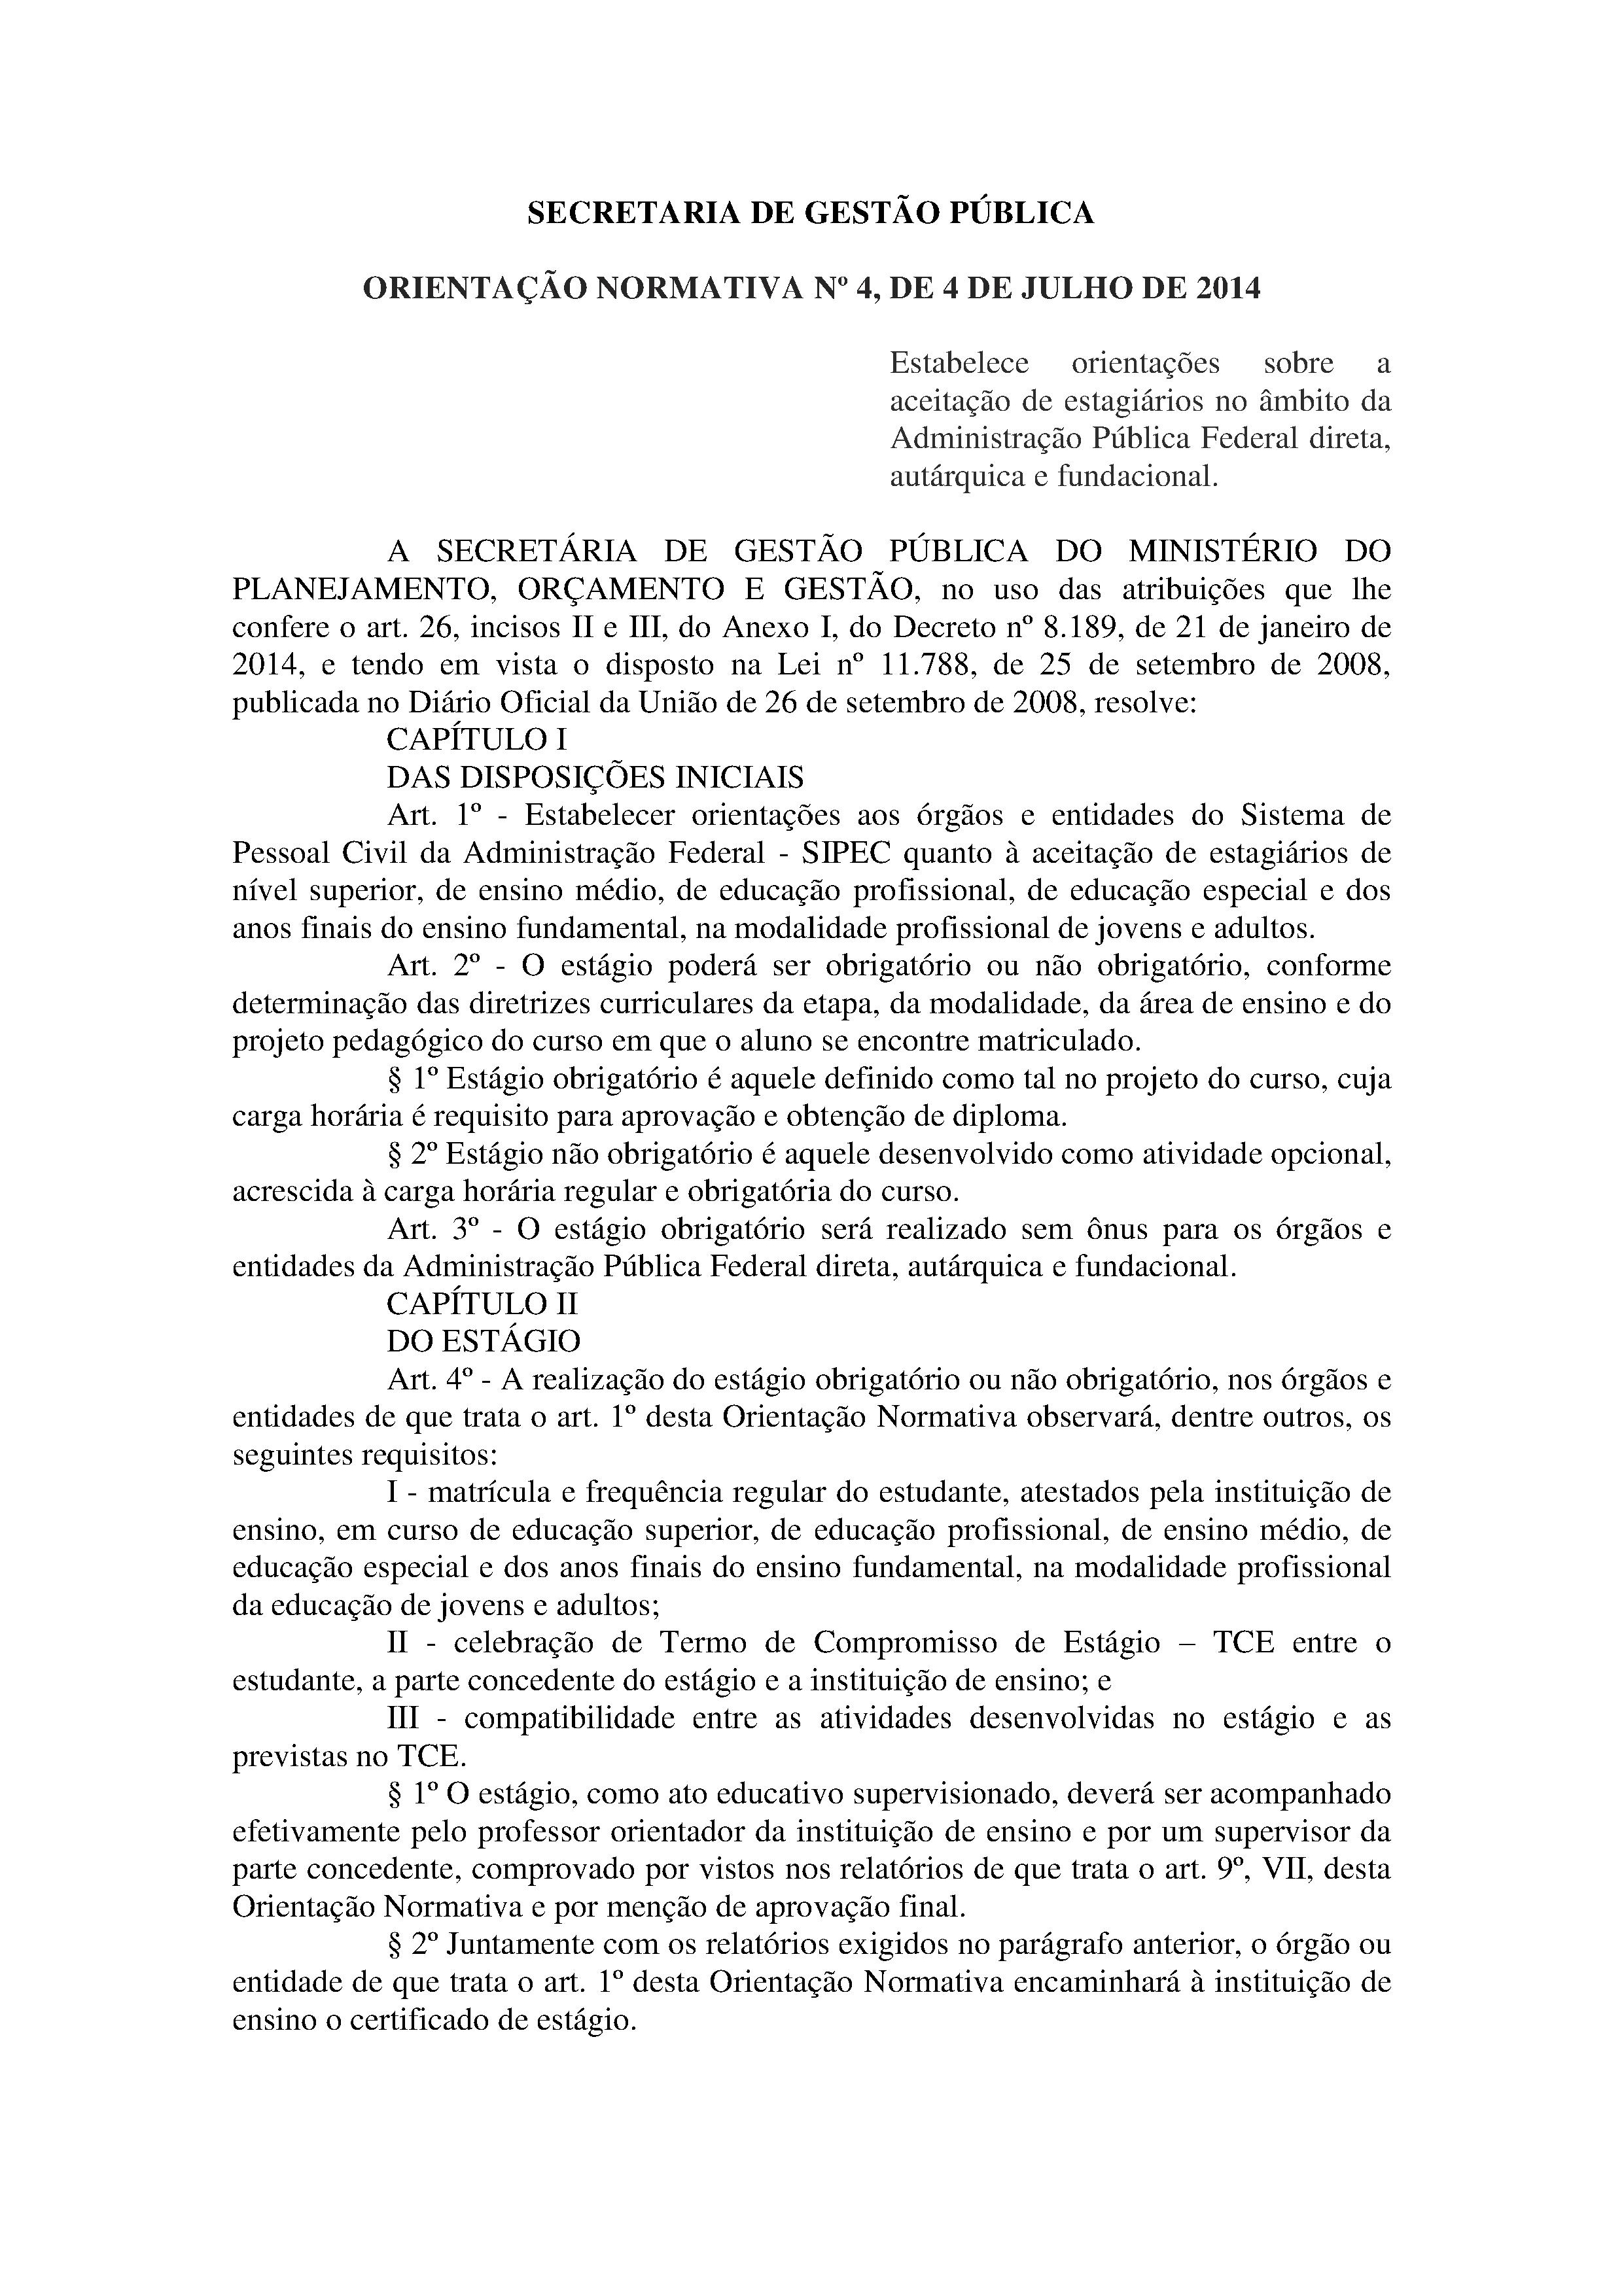 SECRETARIA DE GESTÃO PÚBLICA
ORIENTAÇÃO NORMATIVA Nº 4, DE 4 DE JULHO DE 2014
Estabelece orientações sobre a
aceitação de estagiários no âmbito da
Administração Pública Federal direta,
autárquica e fundacional.
A SECRETÁRIA DE GESTÃO PÚBLICA DO MINISTÉRIO DO
PLANEJAMENTO, ORÇAMENTO E GESTÃO, no uso das atribuições que lhe
confere o art. 26, incisos II e III, do Anexo I, do Decreto nº 8.189, de 21 de janeiro de
2014, e tendo em vista o disposto na Lei nº 11.788, de 25 de setembro de 2008,
publicada no Diário Oficial da União de 26 de setembro de 2008, resolve:
CAPÍTULO I
DAS DISPOSIÇÕES INICIAIS
Art. 1º - Estabelecer orientações aos órgãos e entidades do Sistema de
Pessoal Civil da Administração Federal - SIPEC quanto à aceitação de estagiários de
nível superior, de ensino médio, de educação profissional, de educação especial e dos
anos finais do ensino fundamental, na modalidade profissional de jovens e adultos.
Art. 2º - O estágio poderá ser obrigatório ou não obrigatório, conforme
determinação das diretrizes curriculares da etapa, da modalidade, da área de ensino e do
projeto pedagógico do curso em que o aluno se encontre matriculado.
§ 1º Estágio obrigatório é aquele definido como tal no projeto do curso, cuja
carga horária é requisito para aprovação e obtenção de diploma.
§ 2º Estágio não obrigatório é aquele desenvolvido como atividade opcional,
acrescida à carga horária regular e obrigatória do curso.
Art. 3º - O estágio obrigatório será realizado sem ônus para os órgãos e
entidades da Administração Pública Federal direta, autárquica e fundacional.
CAPÍTULO II
DO ESTÁGIO
Art. 4º - A realização do estágio obrigatório ou não obrigatório, nos órgãos e
entidades de que trata o art. 1º desta Orientação Normativa observará, dentre outros, os
seguintes requisitos:
I - matrícula e frequência regular do estudante, atestados pela instituição de
ensino, em curso de educação superior, de educação profissional, de ensino médio, de
educação especial e dos anos finais do ensino fundamental, na modalidade profissional
da educação de jovens e adultos;
II - celebração de Termo de Compromisso de Estágio – TCE entre o
estudante, a parte concedente do estágio e a instituição de ensino; e
III - compatibilidade entre as atividades desenvolvidas no estágio e as
previstas no TCE.
§ 1º O estágio, como ato educativo supervisionado, deverá ser acompanhado
efetivamente pelo professor orientador da instituição de ensino e por um supervisor da
parte concedente, comprovado por vistos nos relatórios de que trata o art. 9º, VII, desta
Orientação Normativa e por menção de aprovação final.
§ 2º Juntamente com os relatórios exigidos no parágrafo anterior, o órgão ou
entidade de que trata o art. 1º desta Orientação Normativa encaminhará à instituição de
ensino o certificado de estágio.